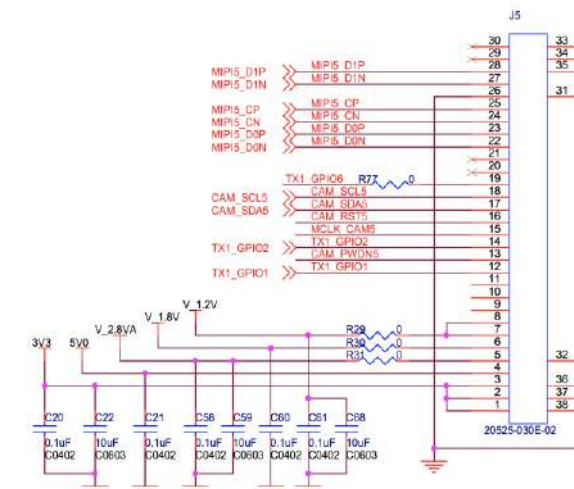 J5
30 33
29 34
MIPI5_D1P MIPI5_D1P 28 35
MIPI5_D1N MIPI5_D1N 27
26 31
MIPI5_CP MIPI5_CP 25
MIPI5_CN MIPI5_CN 24
MIPI5_D0P MIPI5_D0P 23
MIPI5_D0N MIPI5_D0N 22
21
20
TX1_GPIO6 R77 0 19
CAM_SCL5 CAM_SCL5 18
CAM_SDA5 CAM_SDA5 17
CAM_RST5 16
MCLK_CAM5 15
TX1_GPIO2 TX1_GPIO2 14
CAM_PWDN5 13
TX1_GPIO1 TX1_GPIO1 12
11
10
9
V_1.2V 8
V_1.8V R29 0 7
V_2.8VA R30 0 6
3V3 5V0 R31 0 5 32
4
3 36
2 37
1 38
C20 C22 C21 C58 C59 C60 C61 C68
20525-030E-02
0.1uF 10uF 0.1uF 0.1uF 10uF 0.1uF 0.1uF 10uF
C0402 C0603 C0402 C0402 C0603 C0402 C0402 C0603